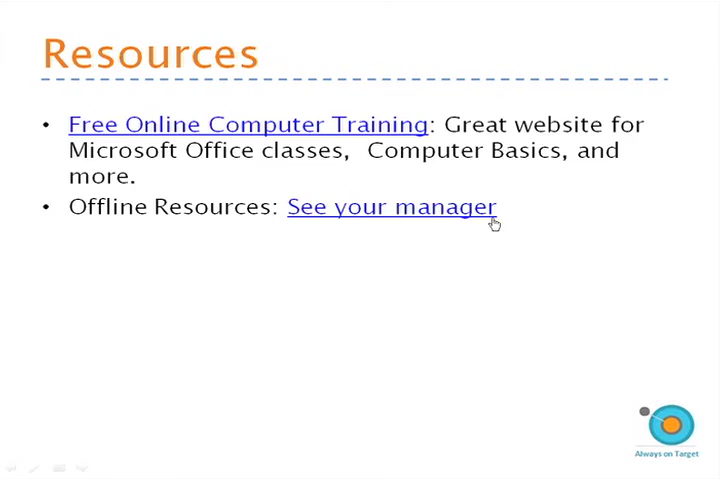 Resources
• Free Online Computer Training: Great website for
Microsoft Office classes,  Computer Basics, and
more.
• Offline Resources: See your manager
Always on Target